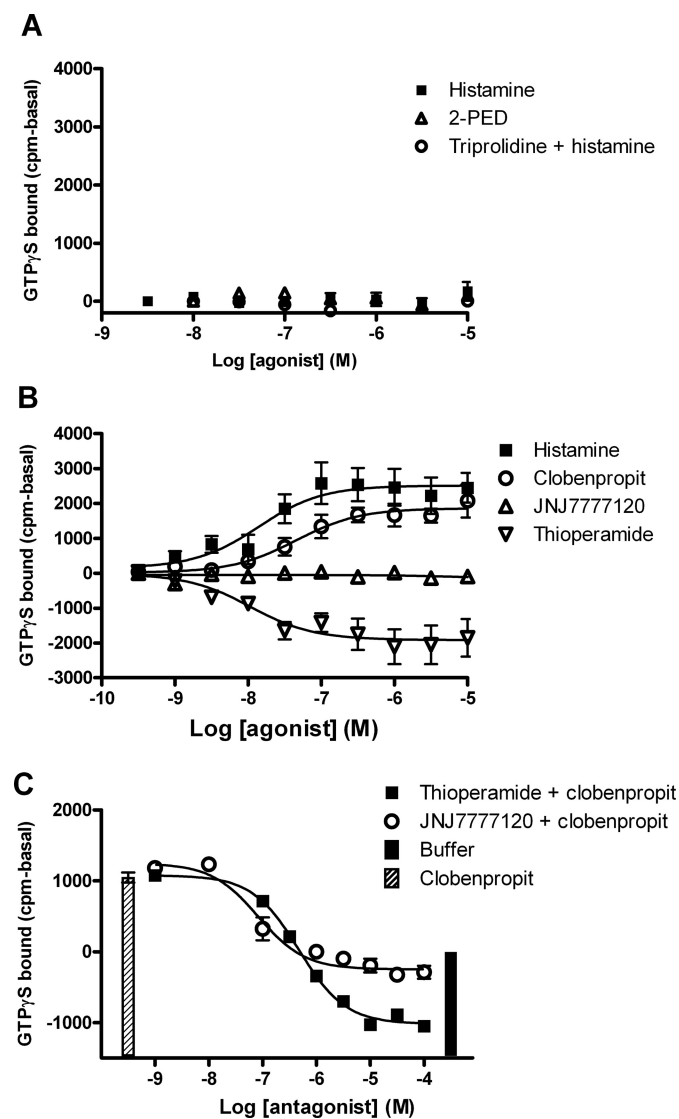 A
4000
3000
2000
1000
0
GTPγS bound (cpm-basal)
Histamine
2-PED
Triprolidine + histamine
-9 -8 -7 -6 -5
Log [agonist] (M)
B
4000
3000
2000
1000
0
-1000
-2000
-3000
GTPγS bound (cpm-basal)
Histamine
Clobenpropit
JNJ7777120
Thioperamide
-10 -9 -8 -7 -6 -5
Log [agonist] (M)
C
2000
1000
0
-1000
GTPγS bound (cpm-basal)
Thioperamide + clobenpropit
JNJ7777120 + clobenpropit
Buffer
Clobenpropit
-9 -8 -7 -6 -5 -4
Log [antagonist] (M)